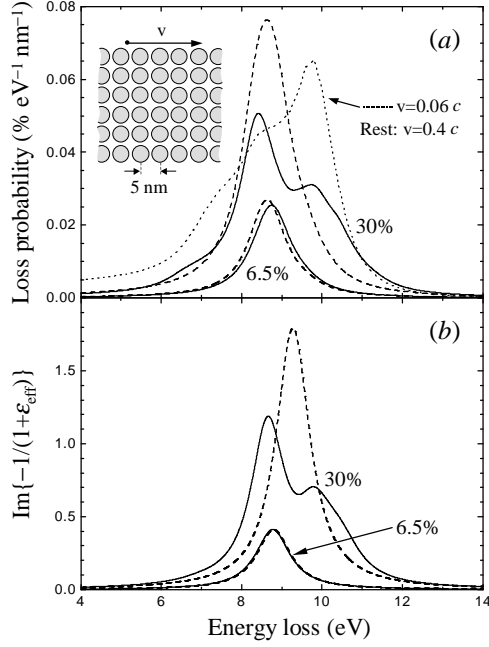 Loss probability (% eV⁻¹ nm⁻¹)
0.08
0.06
0.04
0.02
0.00
v
5 nm
(a)
v=0.06 c
Rest: v=0.4 c
30%
6.5%
Im{−1/(1+ε_eff)}
1.5
1.0
0.5
0.0
(b)
30%
6.5%
4 6 8 10 12 14
Energy loss (eV)